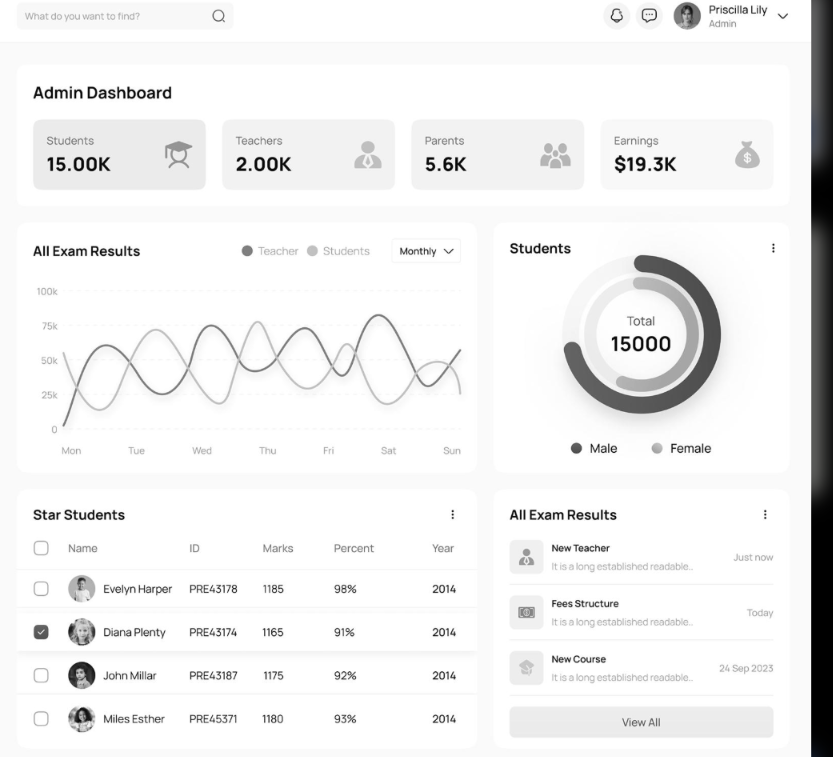 What do you want to find?
Priscilla Lily
Admin
Admin Dashboard
Students
15.00K
Teachers
2.00K
Parents
5.6K
Earnings
$19.3K
$
All Exam Results
Teacher
Students
Monthly
100k
75k
50k
25k
0
Mon Tue Wed Thu Fri Sat Sun
Students
Total
15000
Male Female
Star Students
Name ID Marks Percent Year
Evelyn Harper PRE43178 1185 98% 2014
Diana Plenty PRE43174 1165 91% 2014
John Millar PRE43187 1175 92% 2014
Miles Esther PRE45371 1180 93% 2014
All Exam Results
New Teacher
It is a long established readable..
Just now
Fees Structure
It is a long established readable..
Today
New Course
It is a long established readable..
24 Sep 2023
View All